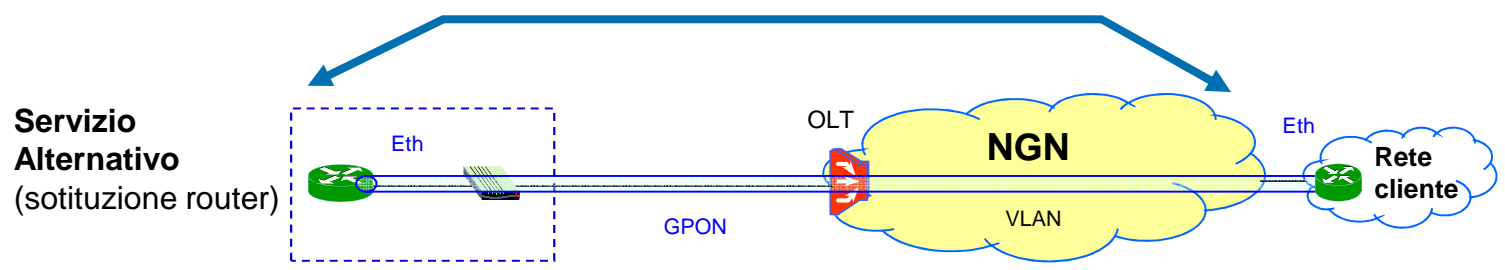 Servizio
Alternativo
(sotituzione router)
Eth
GPON
OLT
NGN
VLAN
Eth
Rete
cliente